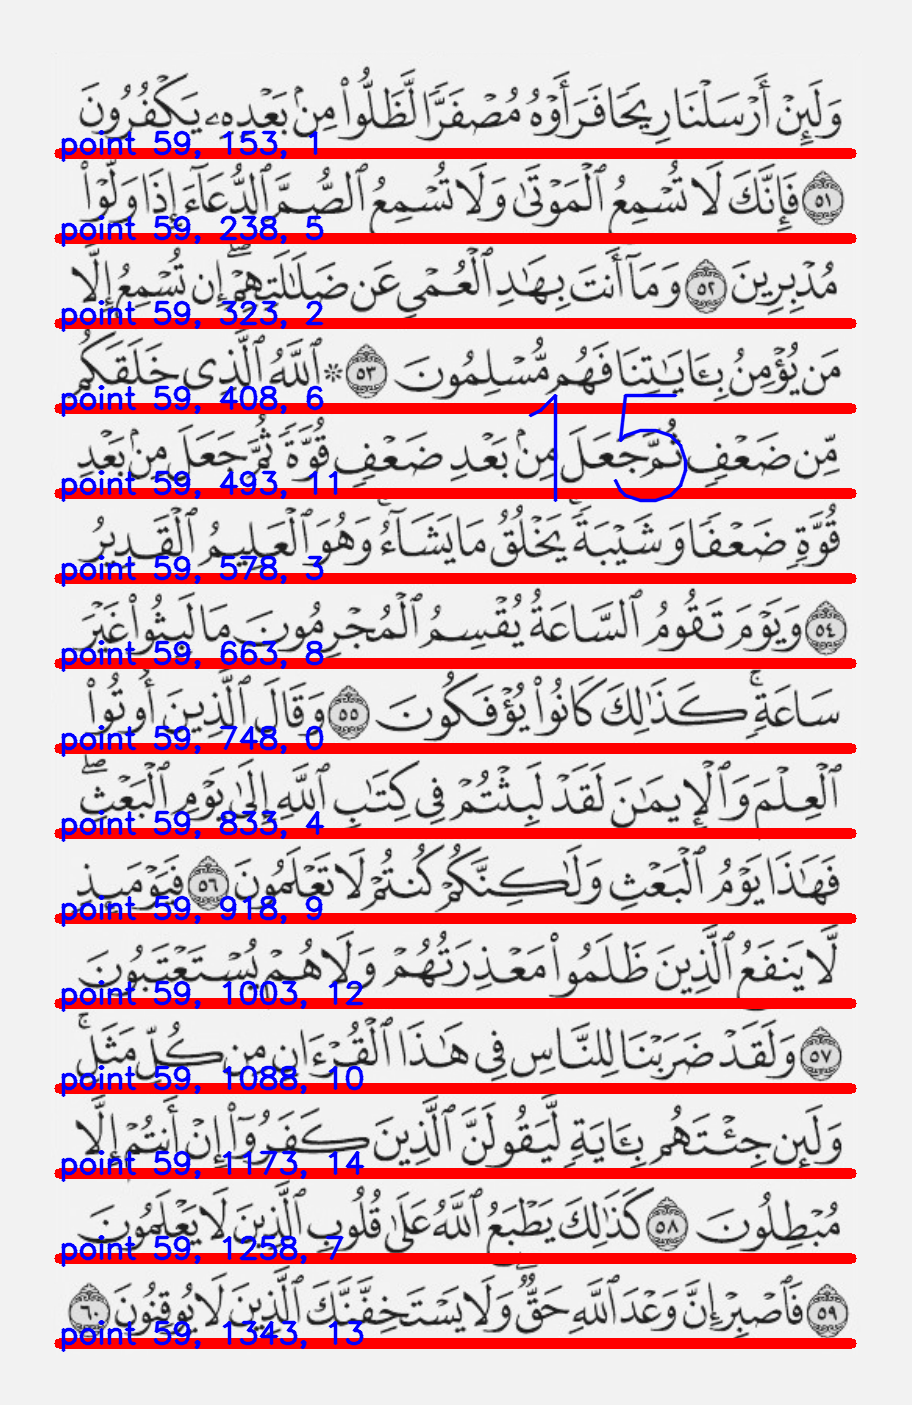 وَلَئِنْ أَرْسَلْنَا رِيحًا فَرَأَوْهُ مُصْفَرًّا لَّظَلُّوا۟ مِنۢ بَعْدِهِۦ يَكْفُرُونَ
point 59, 153, 1
٥١ فَإِنَّكَ لَا تُسْمِعُ ٱلْمَوْتَىٰ وَلَا تُسْمِعُ ٱلصُّمَّ ٱلدُّعَآءَ إِذَا وَلَّوْا۟
point 59, 238, 5
مُدْبِرِينَ ٥٢ وَمَآ أَنتَ بِهَٰدِ ٱلْعُمْىِ عَن ضَلَٰلَتِهِمْ ۖ إِن تُسْمِعُ إِلَّا
point 59, 323, 2
مَن يُؤْمِنُ بِـَٔايَٰتِنَا فَهُم مُّسْلِمُونَ ٥٣ * ٱللَّهُ ٱلَّذِى خَلَقَكُم
point 59, 408, 6
15
مِّن ضَعْفٍ ثُمَّ جَعَلَ مِنۢ بَعْدِ ضَعْفٍ قُوَّةً ثُمَّ جَعَلَ مِنۢ بَعْدِ
point 59, 493, 11
قُوَّةٍ ضَعْفًا وَشَيْبَةً ۚ يَخْلُقُ مَا يَشَآءُ ۖ وَهُوَ ٱلْعَلِيمُ ٱلْقَدِيرُ
point 59, 578, 3
٥٤ وَيَوْمَ تَقُومُ ٱلسَّاعَةُ يُقْسِمُ ٱلْمُجْرِمُونَ مَا لَبِثُوا۟ غَيْرَ
point 59, 663, 8
سَاعَةٍ ۚ كَذَٰلِكَ كَانُوا۟ يُؤْفَكُونَ ٥٥ وَقَالَ ٱلَّذِينَ أُوتُوا۟
point 59, 748, 0
ٱلْعِلْمَ وَٱلْإِيمَٰنَ لَقَدْ لَبِثْتُمْ فِى كِتَٰبِ ٱللَّهِ إِلَىٰ يَوْمِ ٱلْبَعْثِ ۖ
point 59, 833, 4
فَهَٰذَا يَوْمُ ٱلْبَعْثِ وَلَٰكِنَّكُمْ كُنتُمْ لَا تَعْلَمُونَ ٥٦ فَيَوْمَئِذٍ
point 59, 918, 9
لَّا يَنفَعُ ٱلَّذِينَ ظَلَمُوا۟ مَعْذِرَتُهُمْ وَلَا هُمْ يُسْتَعْتَبُونَ
point 59, 1003, 12
٥٧ وَلَقَدْ ضَرَبْنَا لِلنَّاسِ فِى هَٰذَا ٱلْقُرْءَانِ مِن كُلِّ مَثَلٍ ۚ
point 59, 1088, 10
وَلَئِن جِئْتَهُم بِـَٔايَةٍ لَّيَقُولَنَّ ٱلَّذِينَ كَفَرُوٓا۟ إِنْ أَنتُمْ إِلَّا
point 59, 1173, 14
مُبْطِلُونَ ٥٨ كَذَٰلِكَ يَطْبَعُ ٱللَّهُ عَلَىٰ قُلُوبِ ٱلَّذِينَ لَا يَعْلَمُونَ
point 59, 1258, 7
٥٩ فَٱصْبِرْ إِنَّ وَعْدَ ٱللَّهِ حَقٌّ ۖ وَلَا يَسْتَخِفَّنَّكَ ٱلَّذِينَ لَا يُوقِنُونَ ٦٠
point 59, 1343, 13